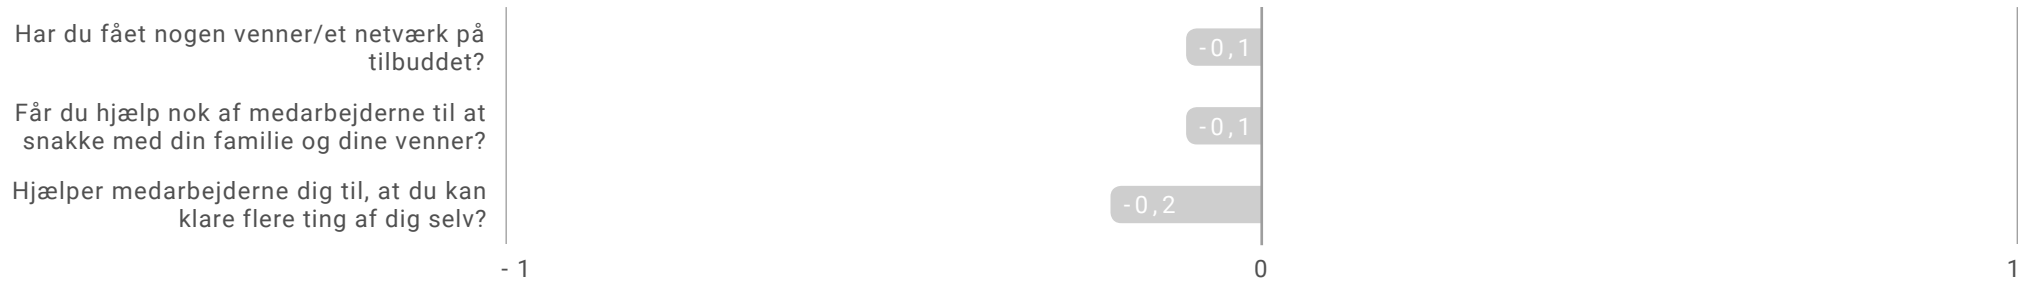 Har du fået nogen venner/et netværk på
tilbuddet?
-0,1
Får du hjælp nok af medarbejderne til at
snakke med din familie og dine venner?
-0,1
Hjælper medarbejderne dig til, at du kan
klare flere ting af dig selv?
-0,2
-1
0
1